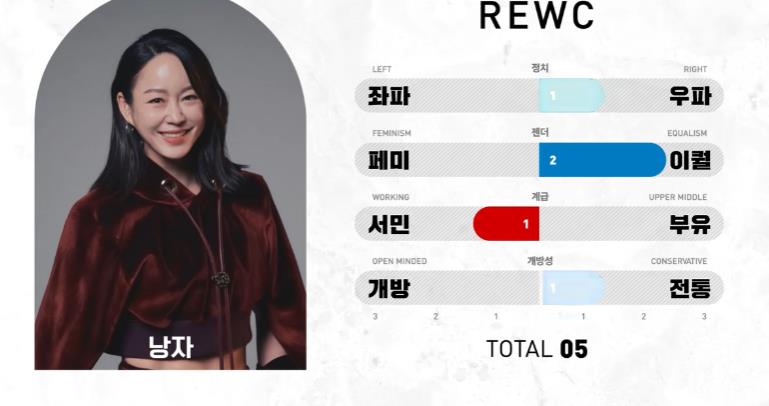 REWC
LEFT 정치 RIGHT
좌파 1 우파
FEMINISM 젠더 EQUALISM
페미 2 이퀄
WORKING 계급 UPPER MIDDLE
서민 1 부유
OPEN MINDED 개방성 CONSERVATIVE
개방 1 전통
3 2 1 1 2 3
낭자
TOTAL 05